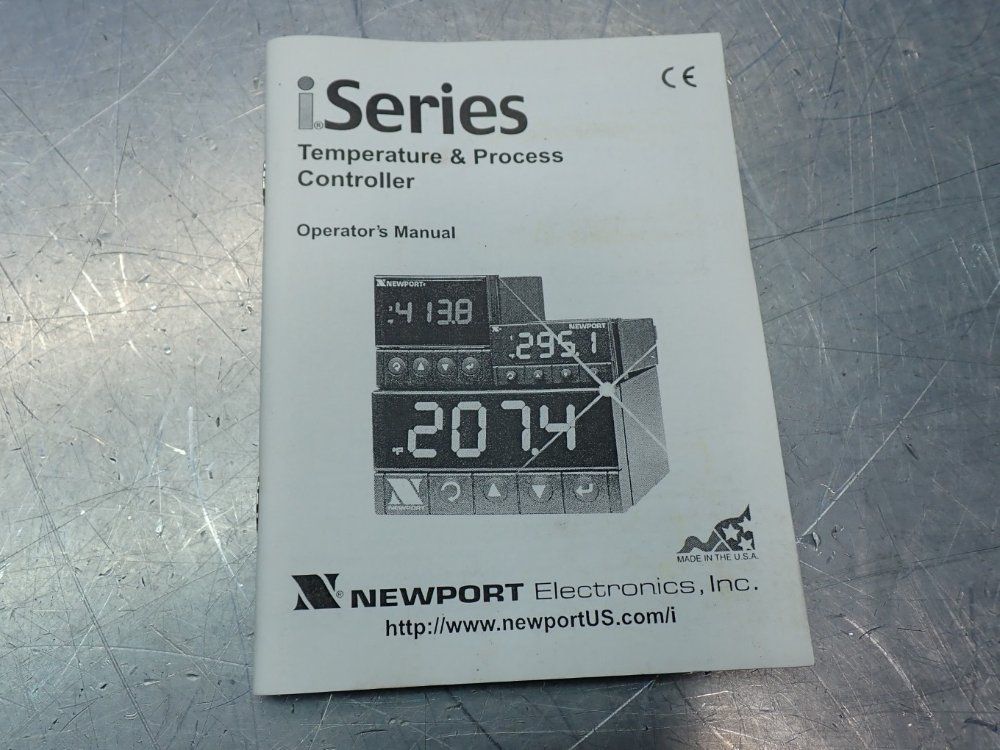 CE
iSeries®
Temperature & Process
Controller
Operator's Manual
NEWPORT®
413.8
NEWPORT
295.1
°F 207.4
NEWPORT
MADE IN THE U.S.A.
N® NEWPORT Electronics, Inc.
http://www.newportUS.com/i